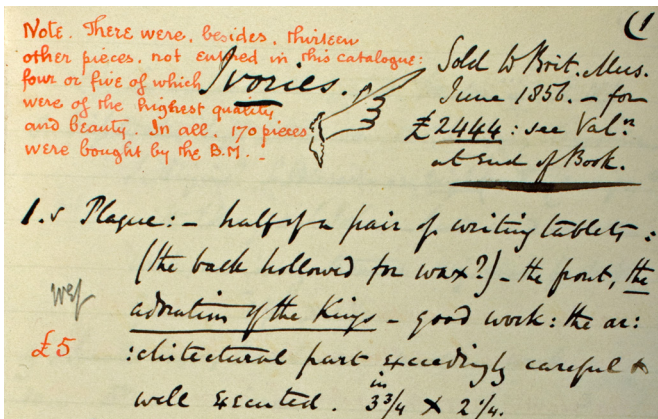 (1
Note. There were, besides, thirteen
other pieces, not entered in this catalogue:
four or five of which
were of the highest quality
and beauty. In all, 170 pieces
were bought by the B.M. –
Ivories.
Sold to Brit. Mus.
June 1856. – for
£2444 : see Valn.
at End of Book.
1. s Plaque: – half of a pair of writing tablets :
(the back hollowed for wax?) – the front, the
adoration of the Kings – good work: the ar:
£5
:chitectural part exceedingly careful &
well executed. 3 3/4 in × 2 1/4.